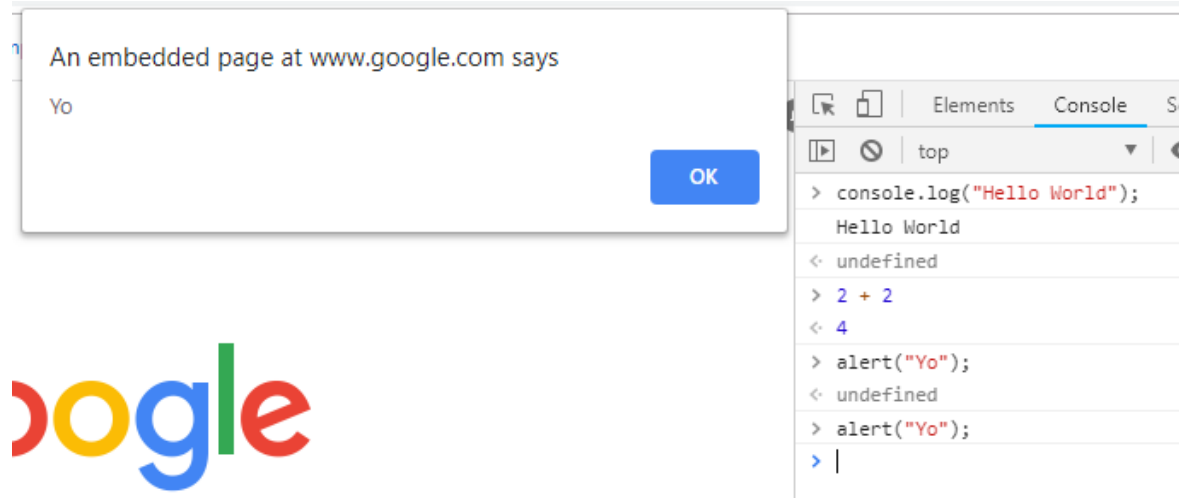 An embedded page at www.google.com says
Yo
OK
Elements Console
top
> console.log("Hello World");
Hello World
undefined
> 2 + 2
4
> alert("Yo");
undefined
> alert("Yo");
>
oogle